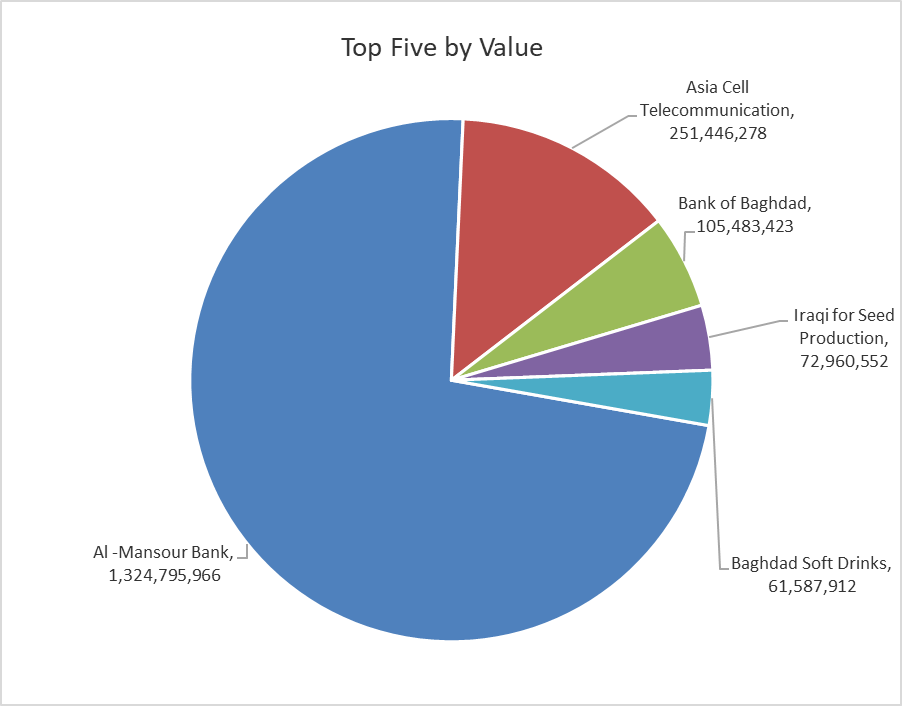 Top Five by Value
Asia Cell
Telecommunication,
251,446,278
Bank of Baghdad,
105,483,423
Iraqi for Seed
Production,
72,960,552
Baghdad Soft Drinks,
61,587,912
Al -Mansour Bank,
1,324,795,966